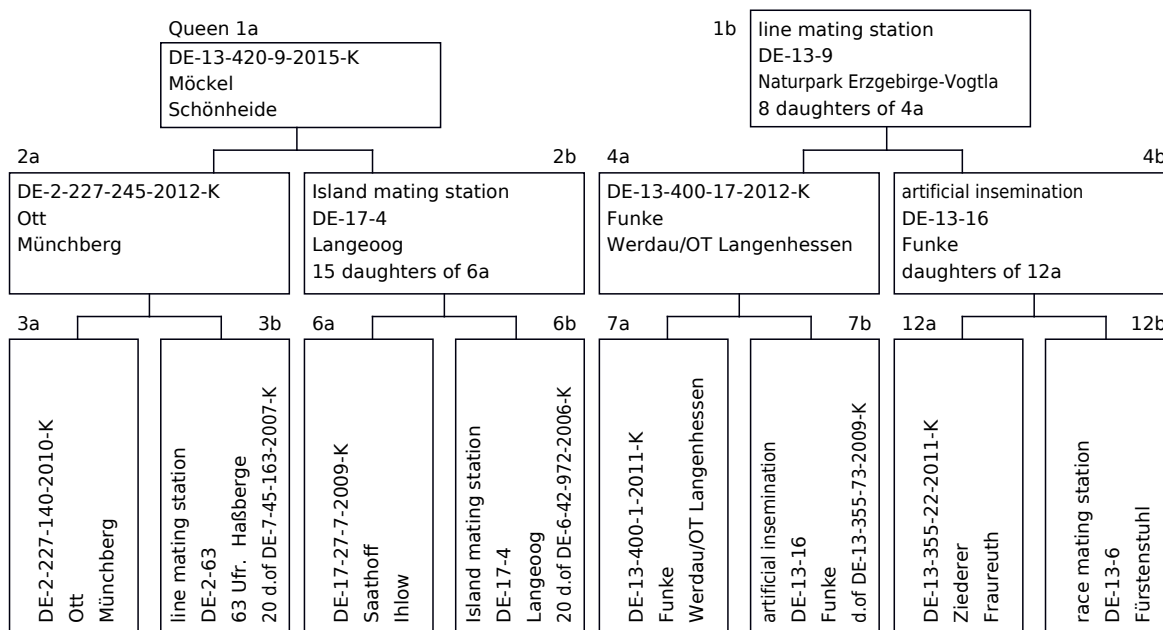 Queen 1a
DE-13-420-9-2015-K
Möckel
Schönheide
1b
line mating station
DE-13-9
Naturpark Erzgebirge-Vogtla
8 daughters of 4a
2a
DE-2-227-245-2012-K
Ott
Münchberg
2b
Island mating station
DE-17-4
Langeoog
15 daughters of 6a
4a
DE-13-400-17-2012-K
Funke
Werdau/OT Langenhessen
4b
artificial insemination
DE-13-16
Funke
daughters of 12a
3a
DE-2-227-140-2010-K
Ott
Münchberg
3b
line mating station
DE-2-63
63 Ufr. Haßberge
20 d.of DE-7-45-163-2007-K
6a
DE-17-27-7-2009-K
Saathoff
Ihlow
6b
Island mating station
DE-17-4
Langeoog
20 d.of DE-6-42-972-2006-K
7a
DE-13-400-1-2011-K
Funke
Werdau/OT Langenhessen
7b
artificial insemination
DE-13-16
Funke
d.of DE-13-355-73-2009-K
12a
DE-13-355-22-2011-K
Ziederer
Fraureuth
12b
race mating station
DE-13-6
Fürstenstuhl